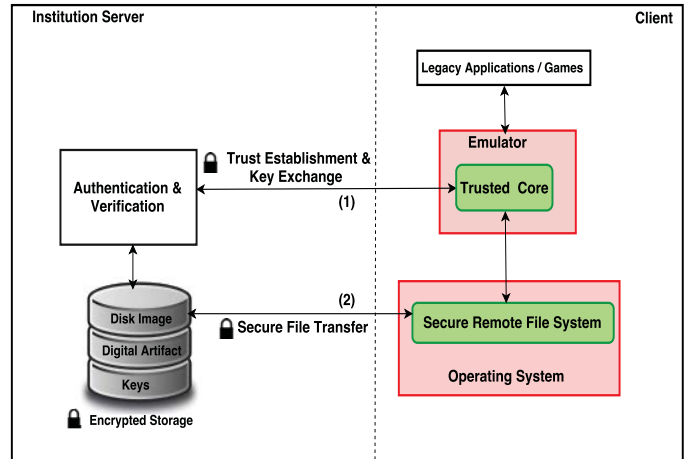 Institution Server
Client
Legacy Applications / Games
Emulator
Trusted Core
Trust Establishment &
Key Exchange
(1)
Authentication &
Verification
(2)
Secure File Transfer
Disk Image
Digital Artifact
Keys
Encrypted Storage
Secure Remote File System
Operating System